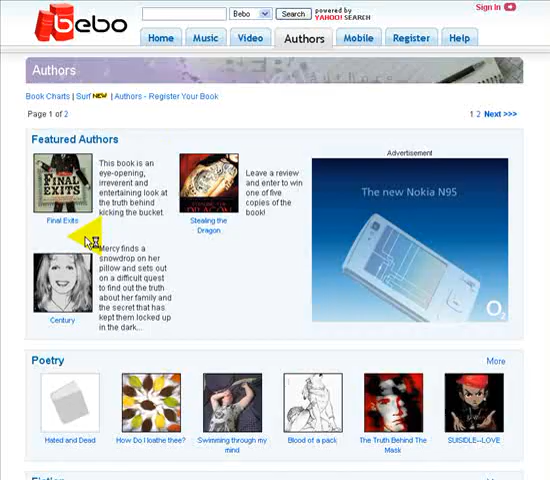 Sign In
bebo
Bebo
Search
powered by
YAHOO! SEARCH
Home
Music
Video
Authors
Mobile
Register
Help
Authors
Book Charts | Surf NEW | Authors - Register Your Book
Page 1 of 2
1 2 Next >>>
Featured Authors
FINAL
EXITS
Final Exits
This book is an
eye-opening,
irreverent and
entertaining look at
the truth behind
kicking the bucket
DRAGON
Stealing the
Dragon
Leave a review
and enter to win
one of five
copies of the
book!
Advertisement
The new Nokia N95
O2
Century
Mercy finds a
snowdrop on her
pillow and sets out
on a difficult quest
to find out the truth
about her family and
the secret that has
kept them locked up
in the dark...
Poetry
More
Hated and Dead
How Do I loathe thee?
Swimming through my
mind
Blood of a pack
The Truth Behind The
Mask
SUISIDLE--LOVE